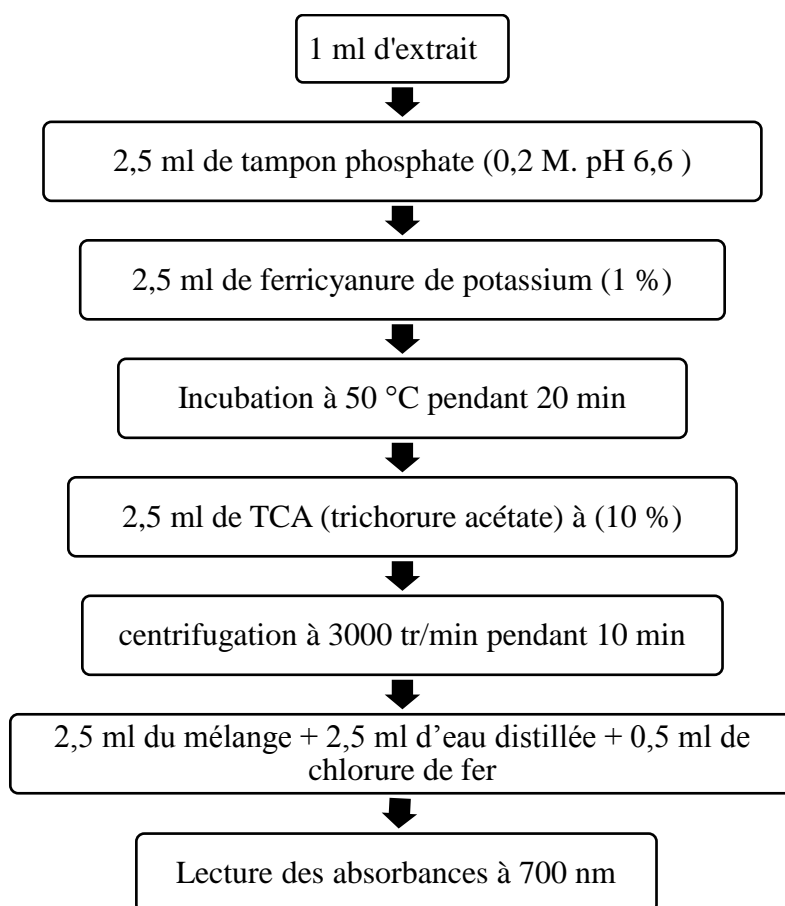 1 ml d'extrait
2,5 ml de tampon phosphate (0,2 M. pH 6,6 )
2,5 ml de ferricyanure de potassium (1 %)
Incubation à 50 °C pendant 20 min
2,5 ml de TCA (trichorure acétate) à (10 %)
centrifugation à 3000 tr/min pendant 10 min
2,5 ml du mélange + 2,5 ml d’eau distillée + 0,5 ml de
chlorure de fer
Lecture des absorbances à 700 nm